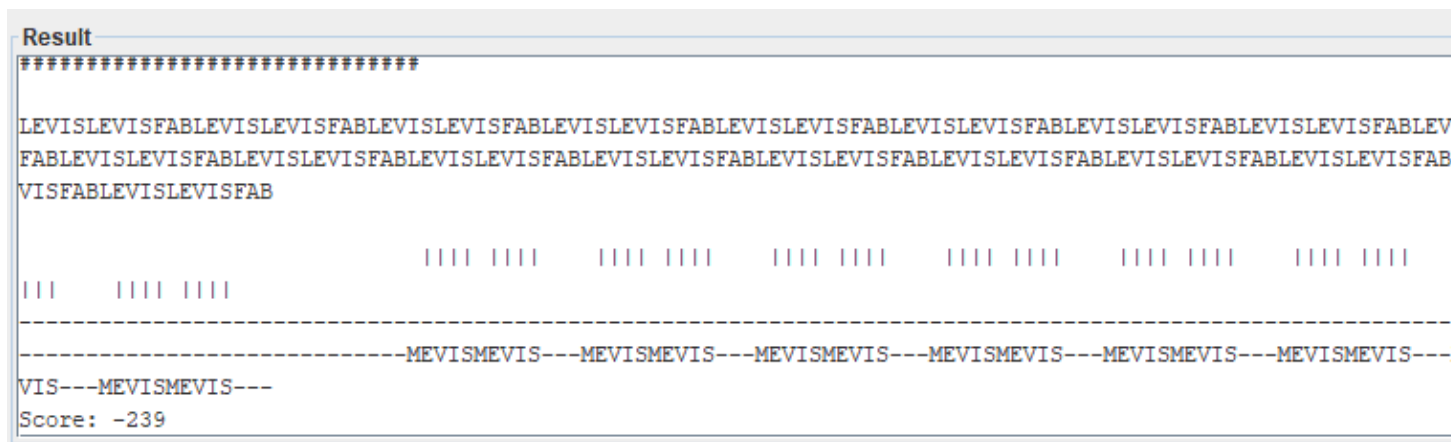 Result
##############################
LEVISLEVISFABLEVISLEVISFABLEVISLEVISFABLEVISLEVISFABLEVISLEVISFABLEVISLEVISFABLEVISLEVISFABLEVISLEVISFABLEV
FABLEVISLEVISFABLEVISLEVISFABLEVISLEVISFABLEVISLEVISFABLEVISLEVISFABLEVISLEVISFABLEVISLEVISFABLEVISLEVISFAB
VISFABLEVISLEVISFAB
                              |||| ||||    |||| ||||    |||| ||||    |||| ||||    |||| ||||    |||| ||||
|||    |||| ||||
-----------------------------------------------------------------------------------------------------------
-----------------------------MEVISMEVIS---MEVISMEVIS---MEVISMEVIS---MEVISMEVIS---MEVISMEVIS---MEVISMEVIS---
VIS---MEVISMEVIS---
Score: -239